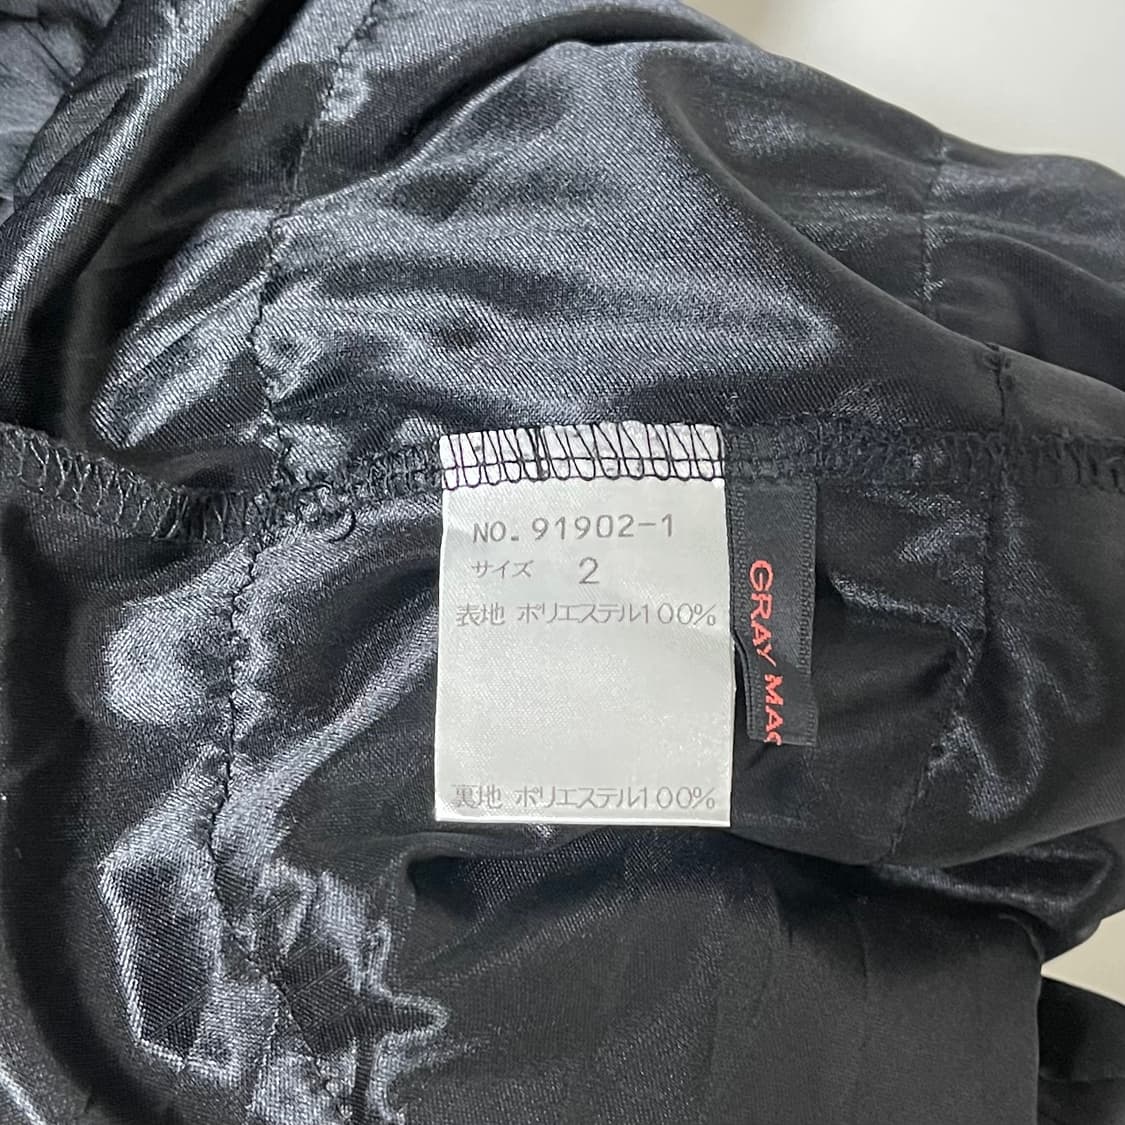 NO. 91902-1
サイズ 2
表地 ポリエステル100%
裏地 ポリエステル100%
GRAY